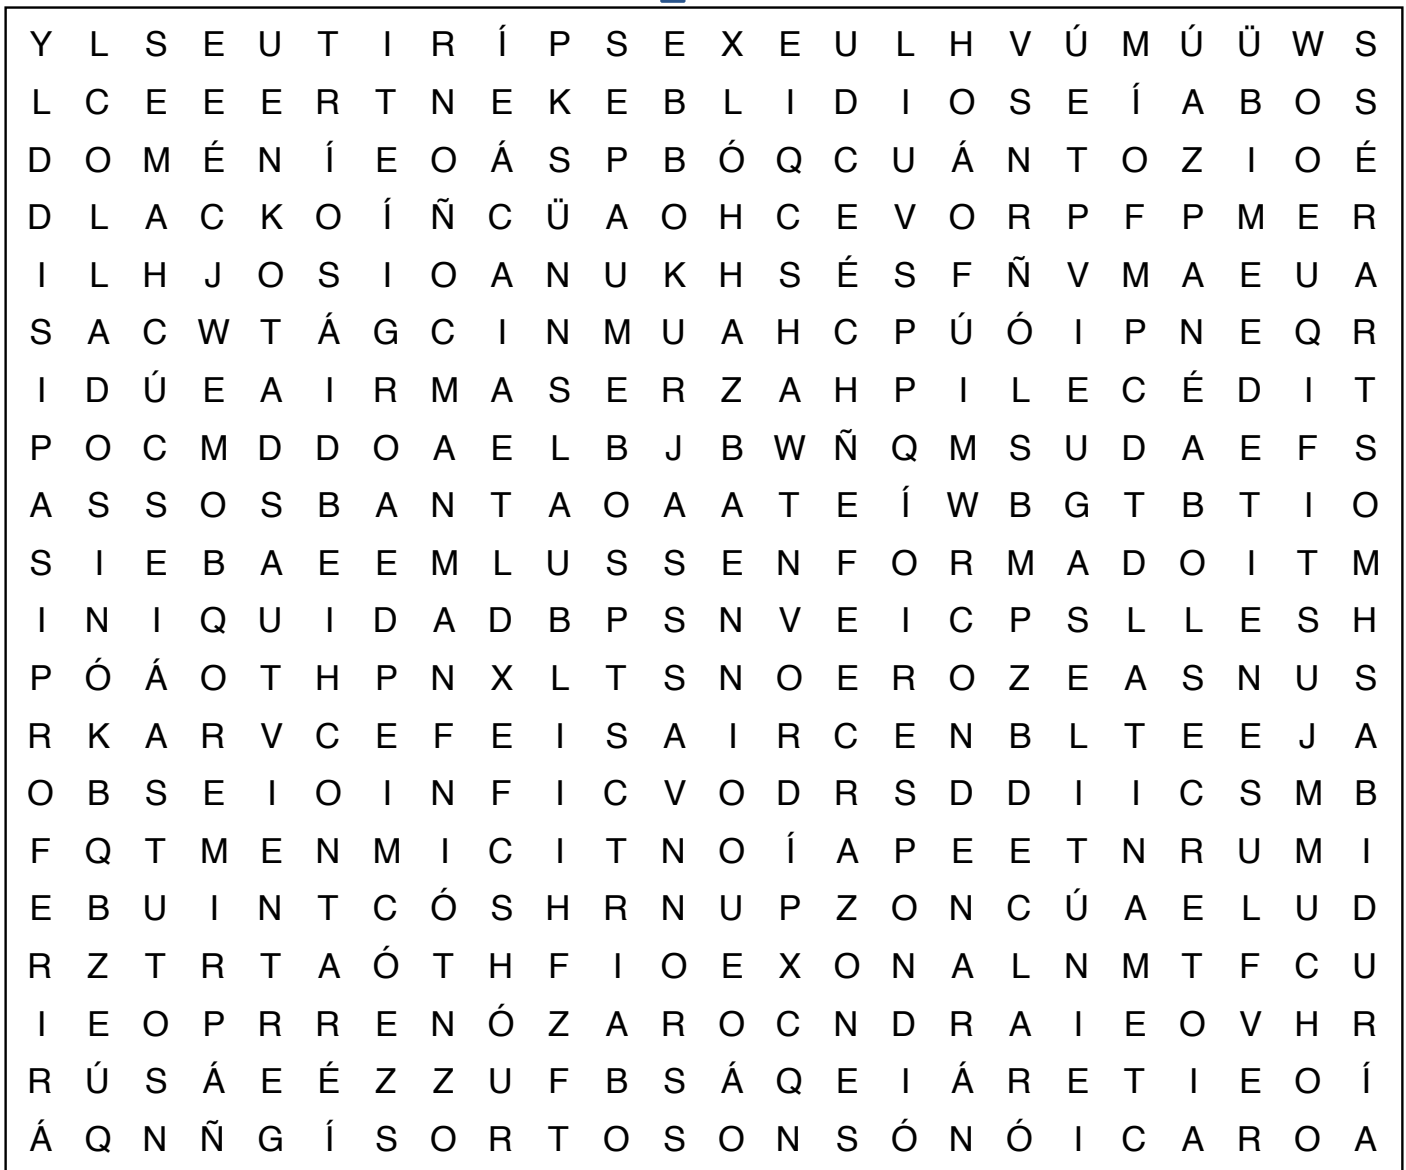 Y L S E U T I R Í P S E X E U L H V Ú M Ú Ü W S
L C E E E R T N E K E B L I D I O S E Í A B O S
D O M É N Í E O Á S P B Ó Q C U Á N T O Z I O É
D L A C K O Í Ñ C Ü A O H C E V O R P F P M E R
I L H J O S I O A N U K H S É S F Ñ V M A E U A
S A C W T Á G C I N M U A H C P Ú Ó I P N E Q R
I D Ú E A I R M A S E R Z A H P I L E C É D I T
P O C M D D O A E L B J B W Ñ Q M S U D A E F S
A S S O S B A N T A O A A T E Í W B G T B T I O
S I E B A E E M L U S S E N F O R M A D O I T M
I N I Q U I D A D B P S N V E I C P S L L E S H
P Ó Á O T H P N X L T S N O E R O Z E A S N U S
R K A R V C E F E I S A I R C E N B L T E E J A
O B S E I O I N F I C V O D R S D D I I C S M B
F Q T M E N M I C I T N O Í A P E E T N R U M I
E B U I N T C Ó S H R N U P Z O N C Ú A E L U D
R Z T R T A Ó T H F I O E X O N A L N M T F C U
I E O P R R E N Ó Z A R O C N D R A I E O V H R
R Ú S Á E É Z Z U F B S Á Q E I Á R E T I E O Í
Á Q N Ñ G Í S O R T O S O N S Ó N Ó I C A R O A